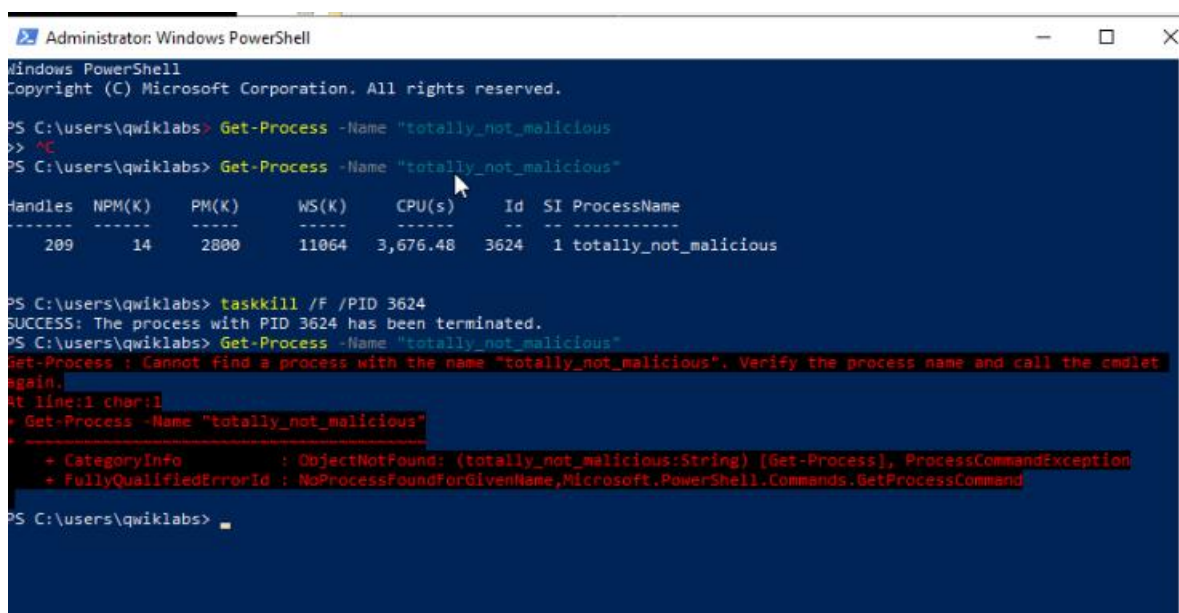 Administrator: Windows PowerShell
Windows PowerShell
Copyright (C) Microsoft Corporation. All rights reserved.
PS C:\users\qwiklabs> Get-Process -Name "totally_not_malicious
>> ^C
PS C:\users\qwiklabs> Get-Process -Name "totally_not_malicious"
Handles  NPM(K)    PM(K)      WS(K)     CPU(s)     Id  SI ProcessName
-------  ------    -----      -----     ------     --  -- -----------
    209      14     2800      11064   3,676.48   3624   1 totally_not_malicious
PS C:\users\qwiklabs> taskkill /F /PID 3624
SUCCESS: The process with PID 3624 has been terminated.
PS C:\users\qwiklabs> Get-Process -Name "totally_not_malicious"
Get-Process : Cannot find a process with the name "totally_not_malicious". Verify the process name and call the cmdlet
again.
At line:1 char:1
+ Get-Process -Name "totally_not_malicious"
+ ~~~~~~~~~~~~~~~~~~~~~~~~~~~~~~~~~~~~~~~~~
    + CategoryInfo          : ObjectNotFound: (totally_not_malicious:String) [Get-Process], ProcessCommandException
    + FullyQualifiedErrorId : NoProcessFoundForGivenName,Microsoft.PowerShell.Commands.GetProcessCommand
PS C:\users\qwiklabs>